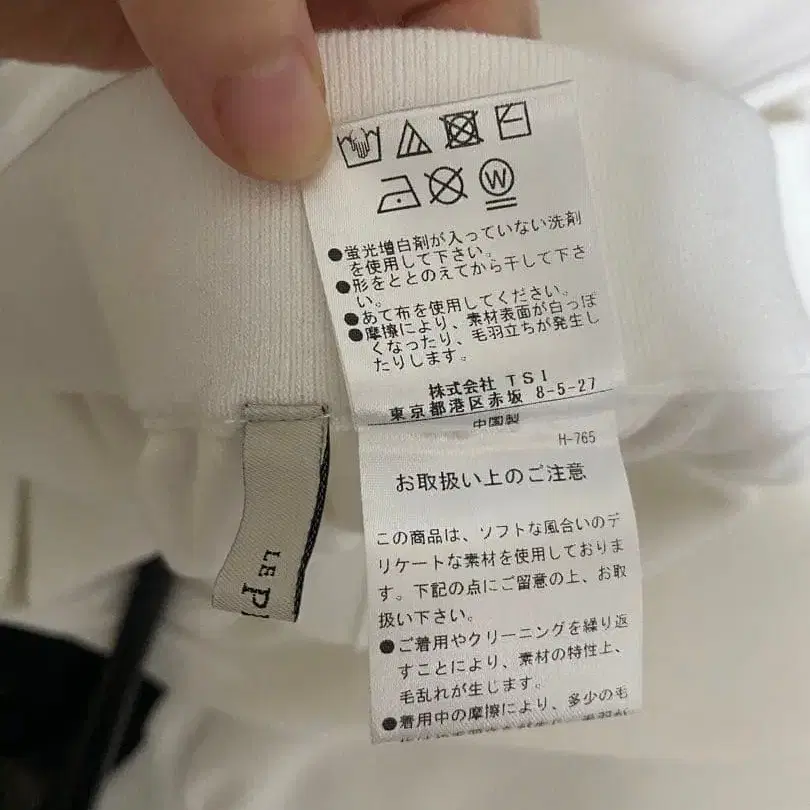 W
●蛍光増白剤が入っていない洗剤
を使用して下さい。
●形をととのえてから干して下さ
い。
●あて布を使用してください。
●摩擦により、素材表面が白っぽ
くなったり、毛羽立ちが発生し
たりします。
株式会社 TSI
東京都港区赤坂 8-5-27
中国製
H-765
お取扱い上のご注意
この商品は、ソフトな風合いのデ
リケートな素材を使用しておりま
す。下記の点にご留意の上、お取
扱い下さい。
●ご着用やクリーニングを繰り返
すことにより、素材の特性上、
毛乱れが生じます。
●着用中の摩擦により、多少の毛
LE